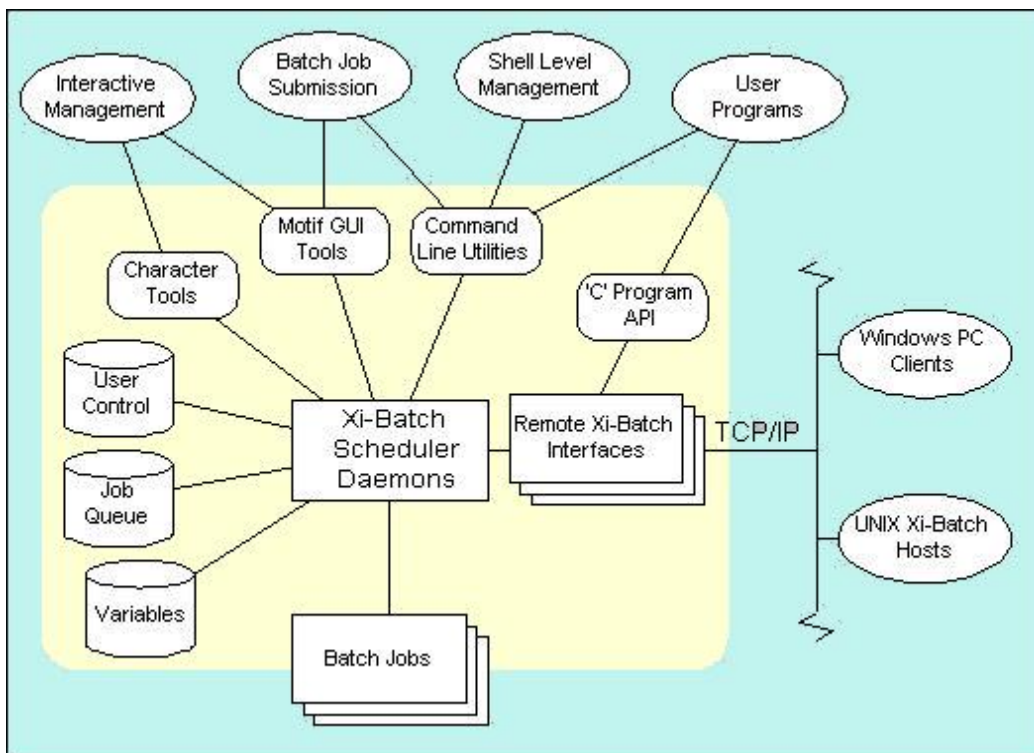 Interactive
Management
Batch Job
Submission
Shell Level
Management
User
Programs
Motif GUI
Tools
Command
Line Utilities
Character
Tools
'C' Program
API
Windows PC
Clients
User
Control
Xi-Batch
Scheduler
Daemons
Remote Xi-Batch
Interfaces
TCP/IP
Job
Queue
UNIX Xi-Batch
Hosts
Variables
Batch Jobs